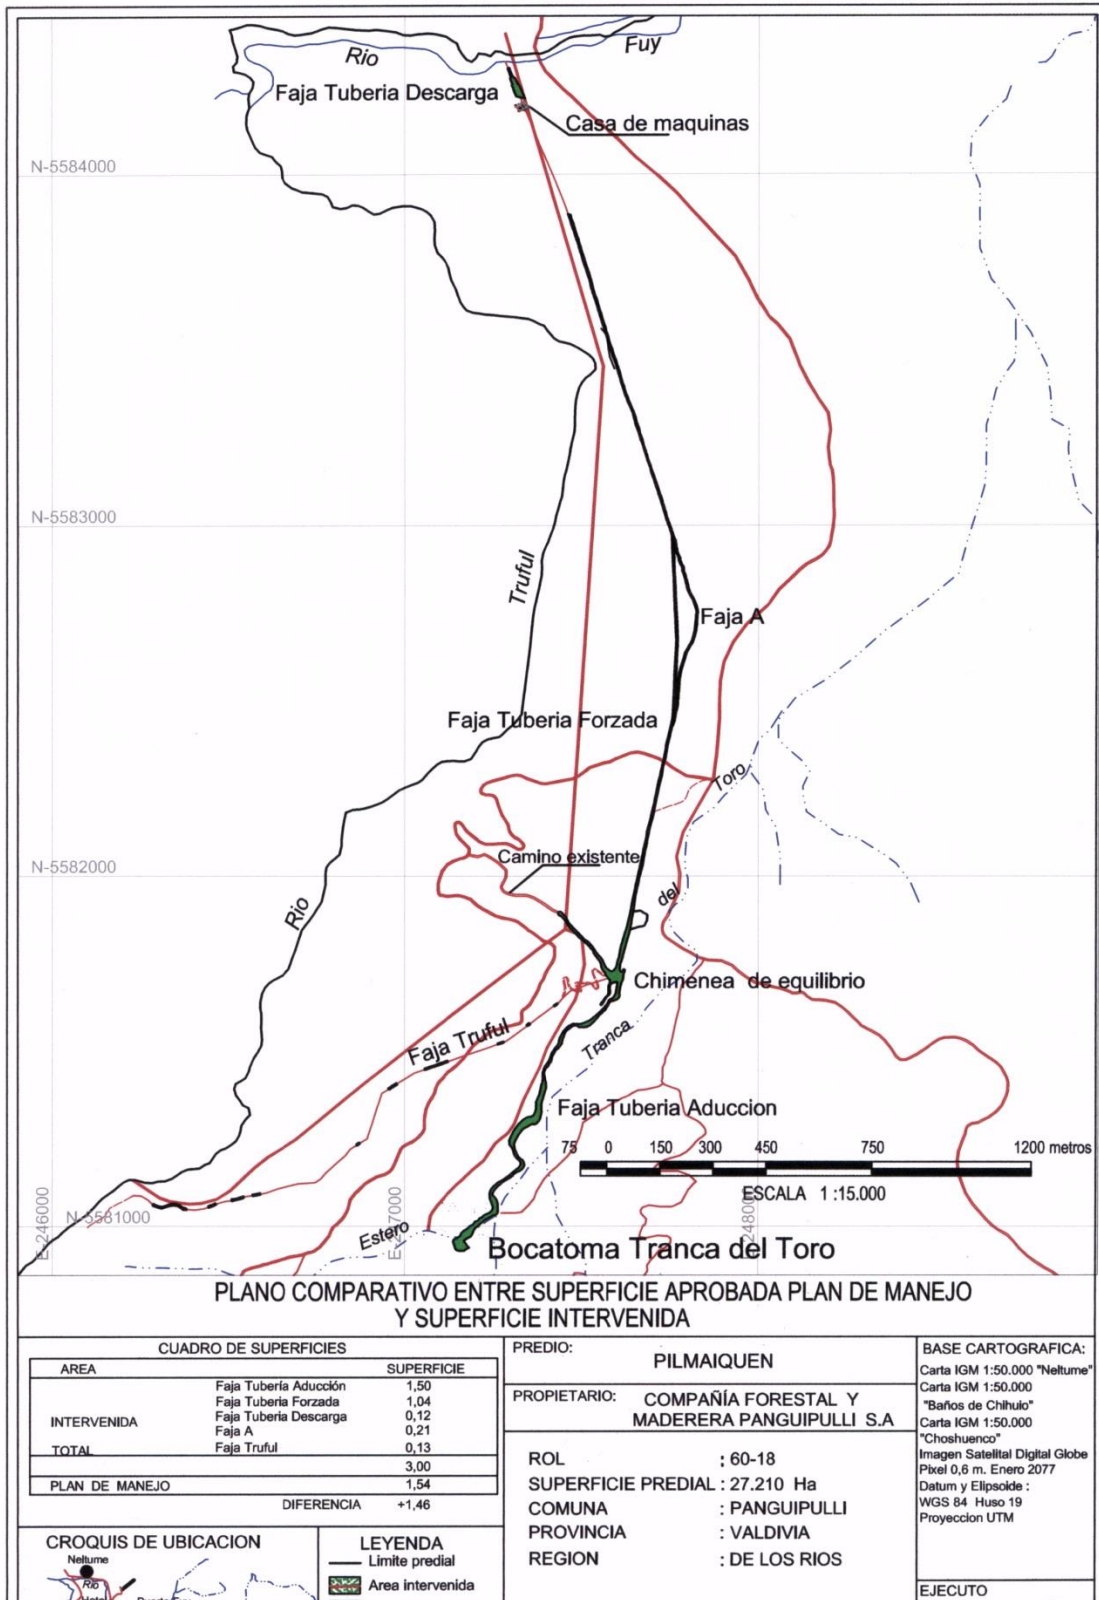 Rio
Fuy
Faja Tuberia Descarga
Casa de maquinas
N-5584000
N-5583000
Truful
Faja A
Faja Tuberia Forzada
Toro
Camino existente
N-5582000
del
Rio
Chimenea de equilibrio
Tranca
Faja Truful
Faja Tuberia Aduccion
75 0 150 300 450 750 1200 metros
ESCALA 1 :15.000
E-246000
N-5581000
E-247000
Estero
Bocatoma Tranca del Toro
PLANO COMPARATIVO ENTRE SUPERFICIE APROBADA PLAN DE MANEJO
Y SUPERFICIE INTERVENIDA
CUADRO DE SUPERFICIES
AREA SUPERFICIE
Faja Tubería Aducción 1,50
Faja Tuberia Forzada 1,04
INTERVENIDA Faja Tuberia Descarga 0,12
Faja A 0,21
TOTAL Faja Truful 0,13
3,00
PLAN DE MANEJO 1,54
DIFERENCIA +1,46
CROQUIS DE UBICACION
Neltume
Rio
LEYENDA
Limite predial
Area intervenida
PREDIO: PILMAIQUEN
PROPIETARIO: COMPAÑÍA FORESTAL Y
MADERERA PANGUIPULLI S.A
ROL : 60-18
SUPERFICIE PREDIAL : 27.210 Ha
COMUNA : PANGUIPULLI
PROVINCIA : VALDIVIA
REGION : DE LOS RIOS
BASE CARTOGRAFICA:
Carta IGM 1:50.000 "Neltume"
Carta IGM 1:50.000
"Baños de Chihuio"
Carta IGM 1:50.000
"Choshuenco"
Imagen Satelital Digital Globe
Pixel 0,6 m. Enero 2077
Datum y Elipsoide :
WGS 84 Huso 19
Proyeccion UTM
EJECUTO